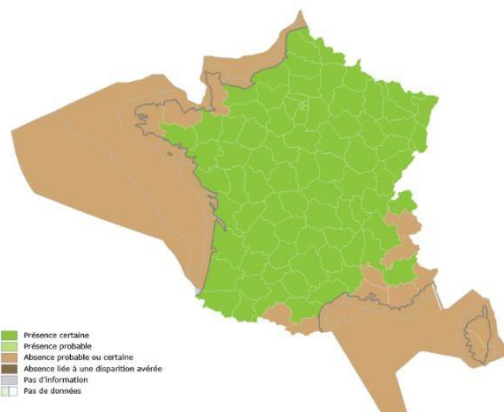 Présence certaine
Présence probable
Absence probable ou certaine
Absence liée à une disparition avérée
Pas d'information
Pas de données